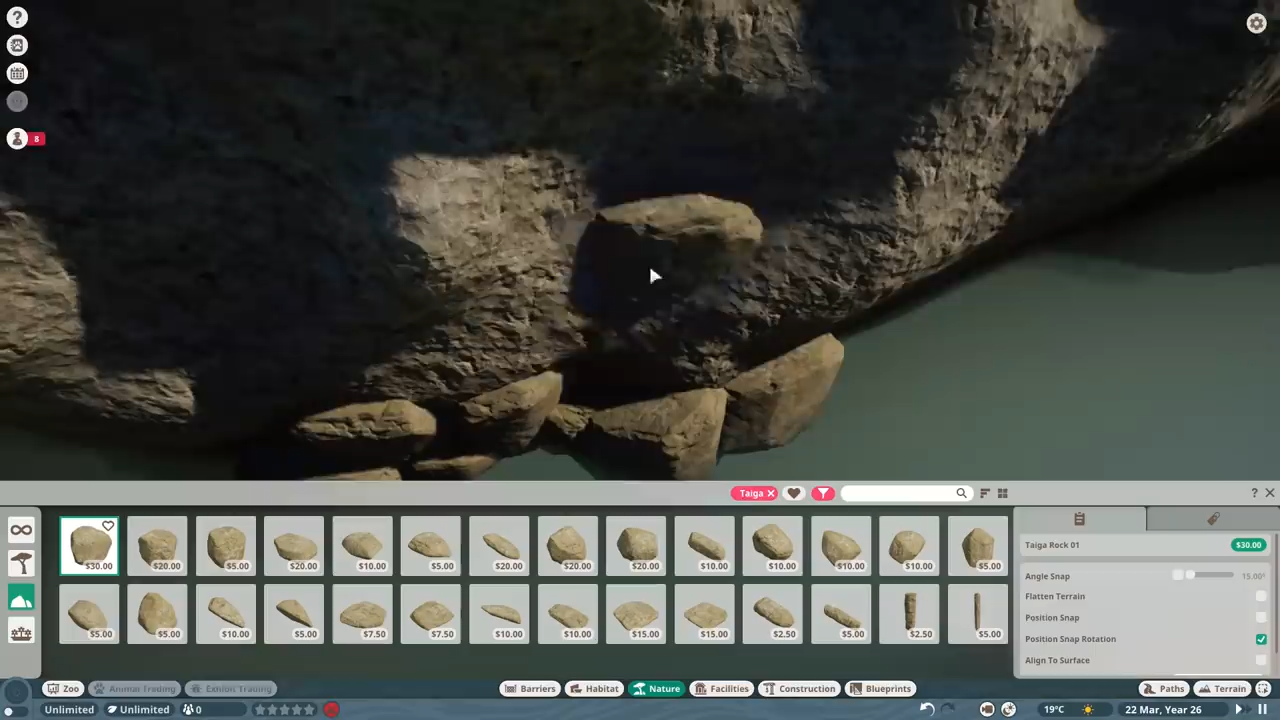 ?
8
Taiga ×
? ×
$30.00 $20.00 $5.00 $20.00 $10.00 $5.00 $20.00 $20.00 $20.00 $10.00 $10.00 $10.00 $10.00 $5.00
$5.00 $5.00 $10.00 $5.00 $7.50 $7.50 $10.00 $10.00 $15.00 $15.00 $2.50 $5.00 $2.50 $5.00
Taiga Rock 01 $30.00
Angle Snap 15.00°
Flatten Terrain
Position Snap
Position Snap Rotation
Align To Surface
Zoo Animal Trading Exhibit Trading Barriers Habitat Nature Facilities Construction Blueprints Paths Terrain
Unlimited Unlimited 0 19°C 22 Mar, Year 26